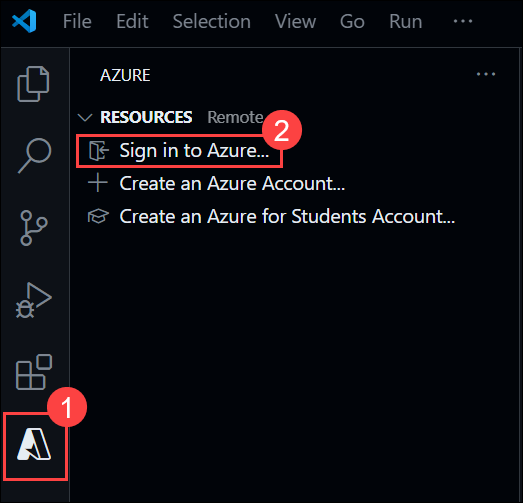 File Edit Selection View Go Run ···
AZURE ···
RESOURCES Remote
2
Sign in to Azure...
Create an Azure Account...
Create an Azure for Students Account...
1